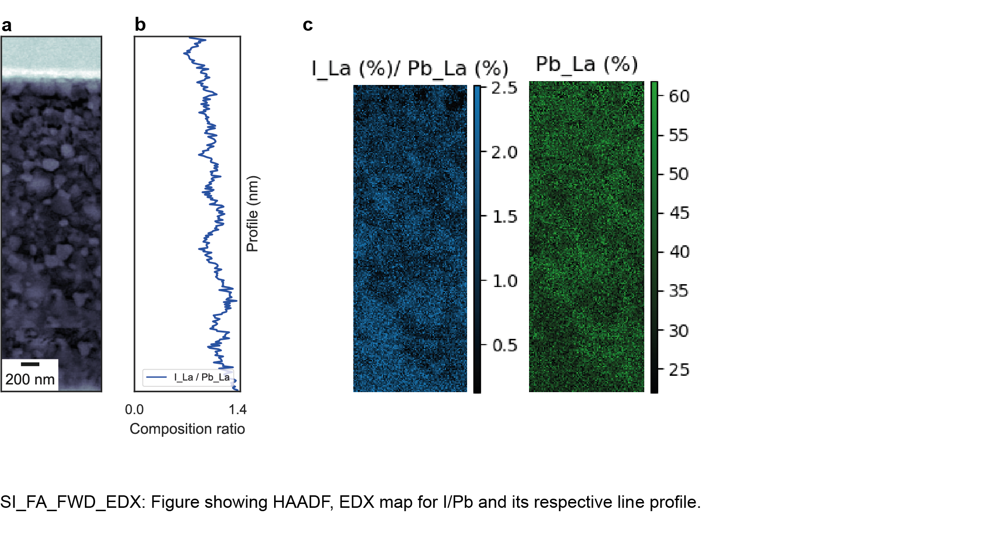 a
b
c
200 nm
I_La / Pb_La
0.0
1.4
Composition ratio
Profile (nm)
I_La (%)/ Pb_La (%)
2.5
2.0
1.5
1.0
0.5
Pb_La (%)
60
55
50
45
40
35
30
25
SI_FA_FWD_EDX: Figure showing HAADF, EDX map for I/Pb and its respective line profile.